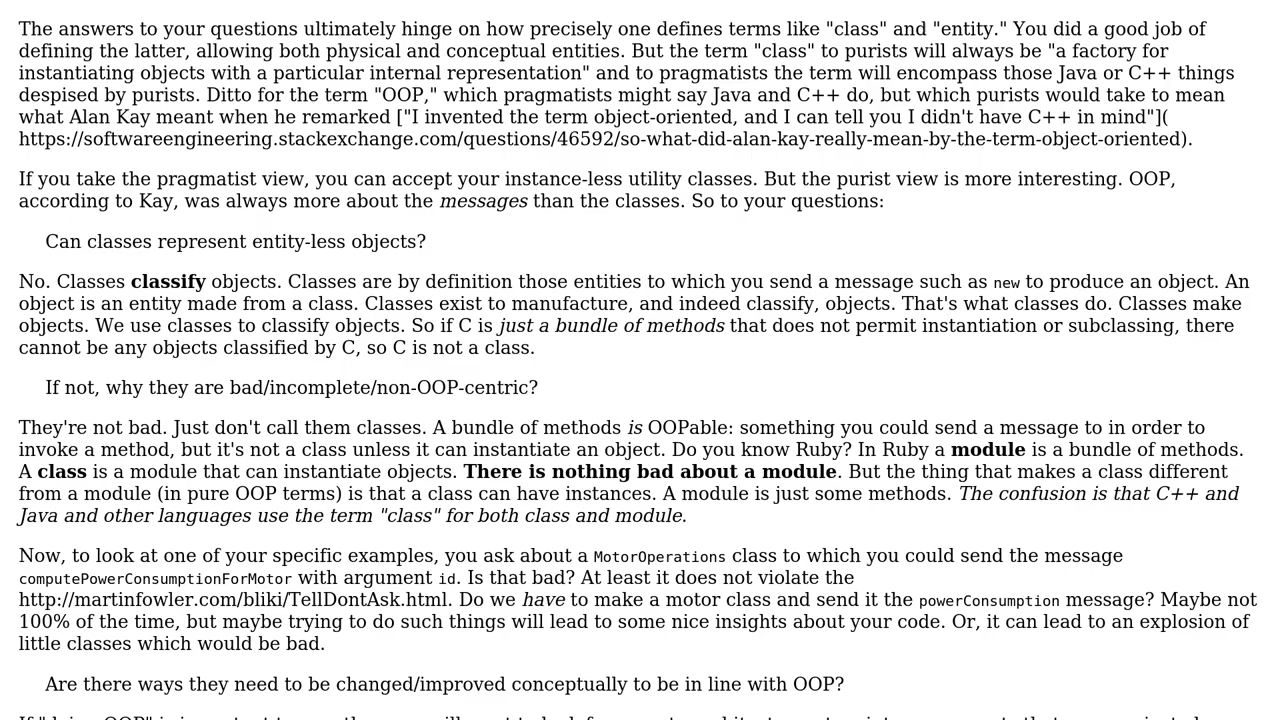 The answers to your questions ultimately hinge on how precisely one defines terms like "class" and "entity." You did a good job of
defining the latter, allowing both physical and conceptual entities. But the term "class" to purists will always be "a factory for
instantiating objects with a particular internal representation" and to pragmatists the term will encompass those Java or C++ things
despised by purists. Ditto for the term "OOP," which pragmatists might say Java and C++ do, but which purists would take to mean
what Alan Kay meant when he remarked ["I invented the term object-oriented, and I can tell you I didn't have C++ in mind"](
https://softwareengineering.stackexchange.com/questions/46592/so-what-did-alan-kay-really-mean-by-the-term-object-oriented).
If you take the pragmatist view, you can accept your instance-less utility classes. But the purist view is more interesting. OOP,
according to Kay, was always more about the messages than the classes. So to your questions:
Can classes represent entity-less objects?
No. Classes classify objects. Classes are by definition those entities to which you send a message such as new to produce an object. An
object is an entity made from a class. Classes exist to manufacture, and indeed classify, objects. That's what classes do. Classes make
objects. We use classes to classify objects. So if C is just a bundle of methods that does not permit instantiation or subclassing, there
cannot be any objects classified by C, so C is not a class.
If not, why they are bad/incomplete/non-OOP-centric?
They're not bad. Just don't call them classes. A bundle of methods is OOPable: something you could send a message to in order to
invoke a method, but it's not a class unless it can instantiate an object. Do you know Ruby? In Ruby a module is a bundle of methods.
A class is a module that can instantiate objects. There is nothing bad about a module. But the thing that makes a class different
from a module (in pure OOP terms) is that a class can have instances. A module is just some methods. The confusion is that C++ and
Java and other languages use the term "class" for both class and module.
Now, to look at one of your specific examples, you ask about a MotorOperations class to which you could send the message
computePowerConsumptionForMotor with argument id. Is that bad? At least it does not violate the
http://martinfowler.com/bliki/TellDontAsk.html. Do we have to make a motor class and send it the powerConsumption message? Maybe not
100% of the time, but maybe trying to do such things will lead to some nice insights about your code. Or, it can lead to an explosion of
little classes which would be bad.
Are there ways they need to be changed/improved conceptually to be in line with OOP?